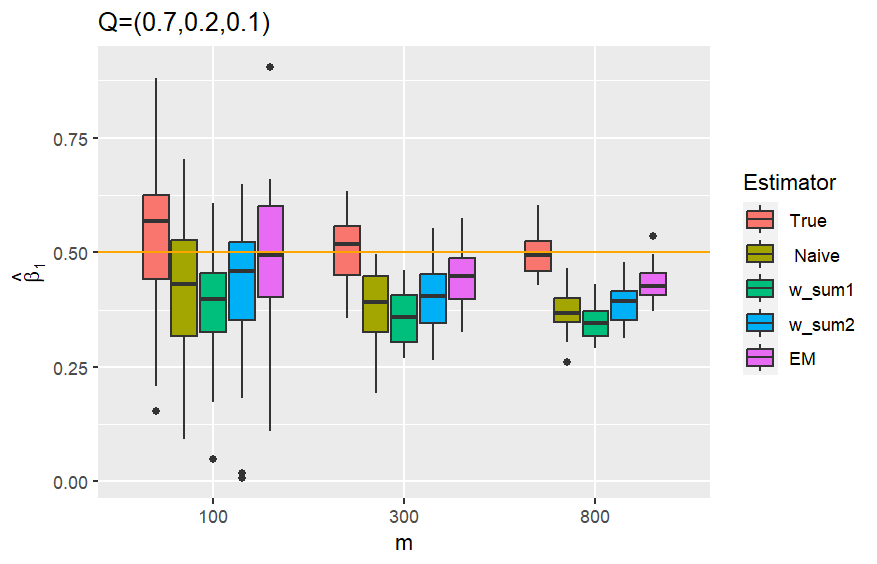 Q=(0.7,0.2,0.1)
0.75
0.50
0.25
0.00
β̂₁
100
300
800
m
Estimator
True
Naive
w_sum1
w_sum2
EM